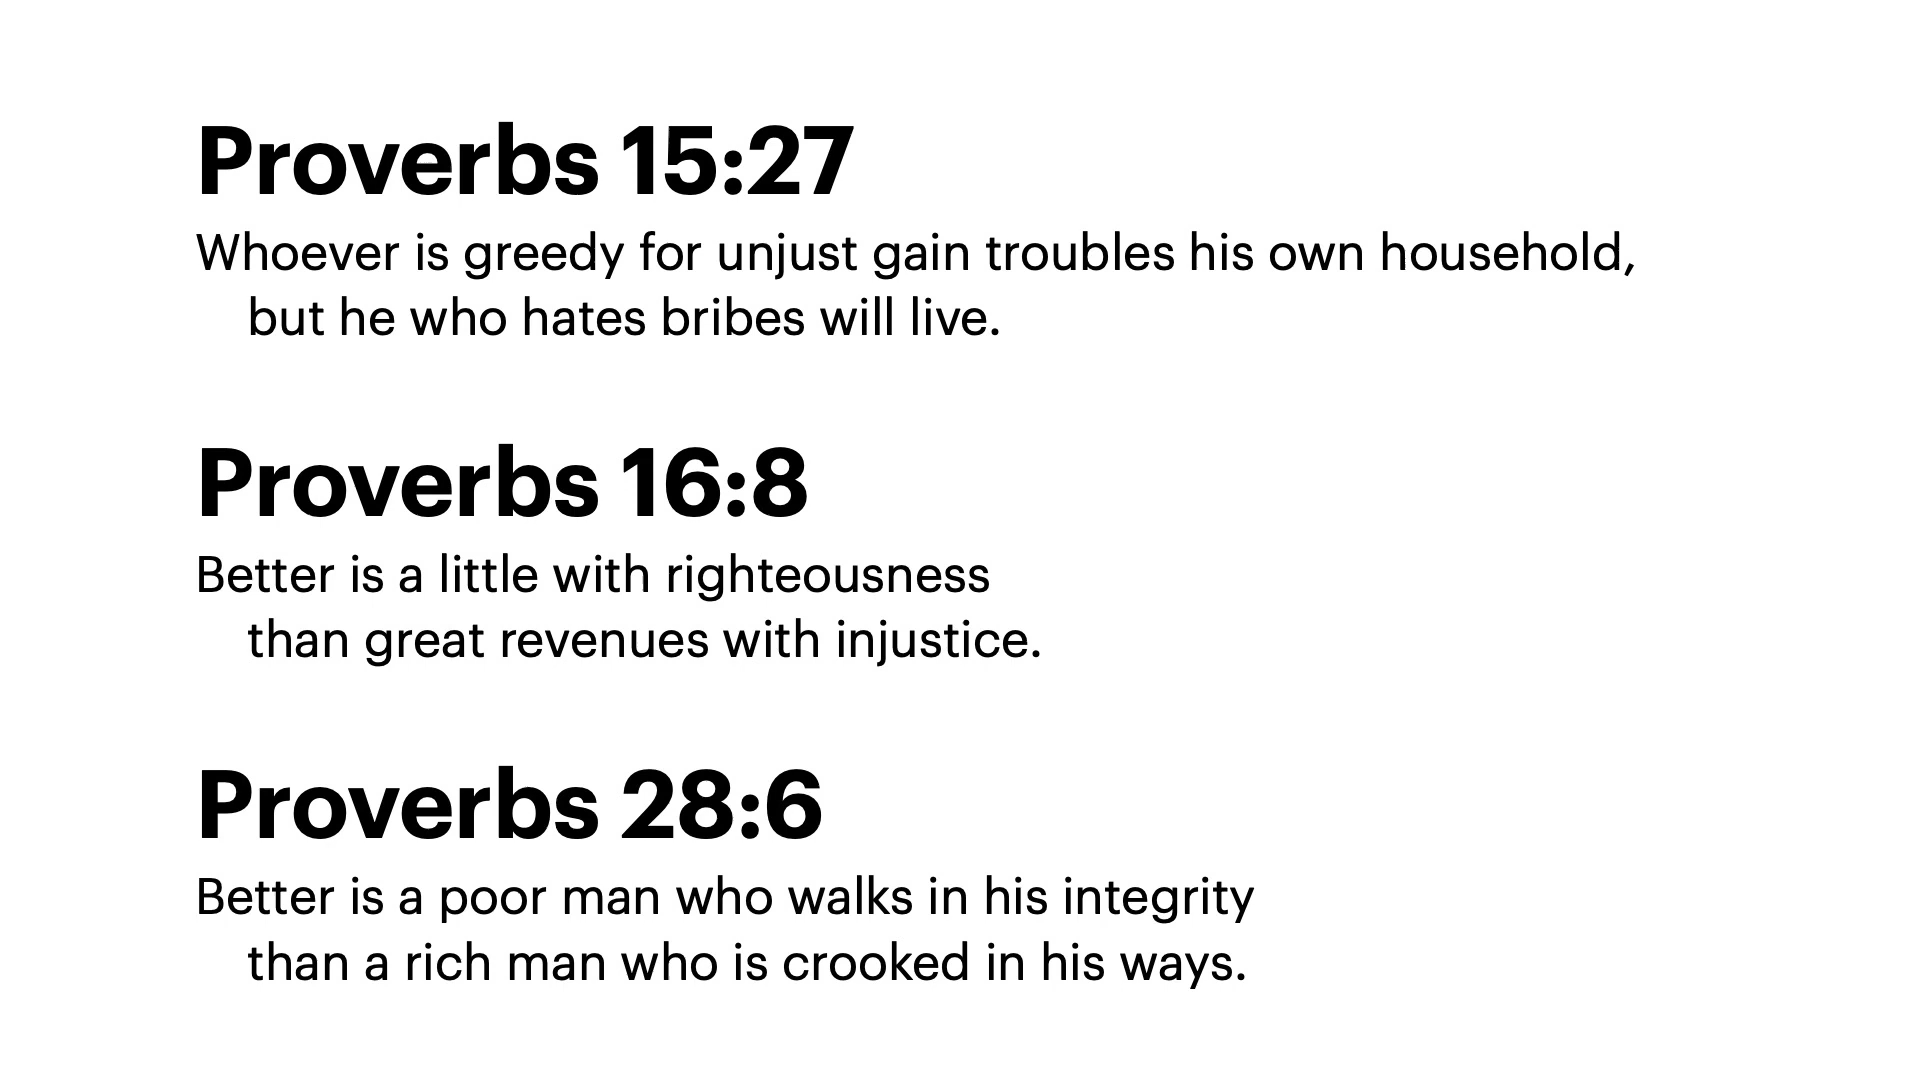 Proverbs 15:27
Whoever is greedy for unjust gain troubles his own household,
but he who hates bribes will live.
Proverbs 16:8
Better is a little with righteousness
than great revenues with injustice.
Proverbs 28:6
Better is a poor man who walks in his integrity
than a rich man who is crooked in his ways.